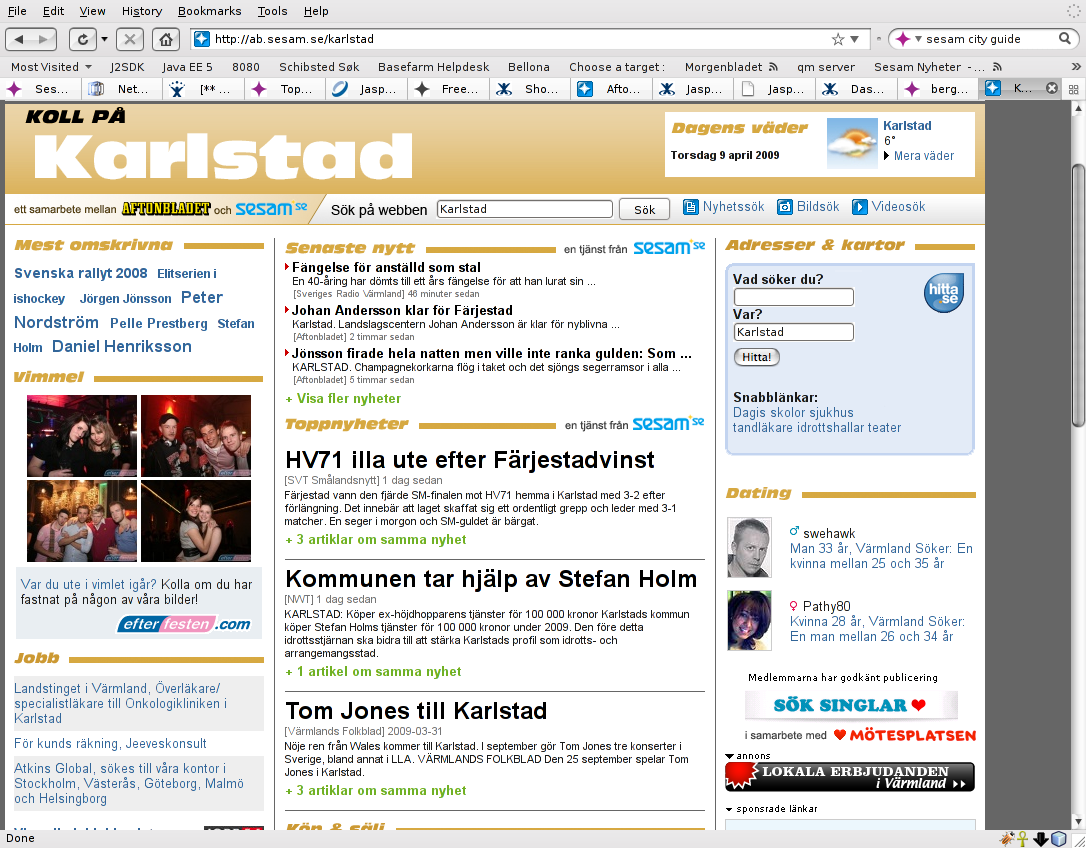 File Edit View History Bookmarks Tools Help
http://ab.sesam.se/karlstad
sesam city guide
Most Visited J2SDK Java EE 5 8080 Schibsted Søk Basefarm Helpdesk Bellona Choose a target : Morgenbladet qm server Sesam Nyheter - ...
Ses... Net... [** ... Top... Jasp... Free... Sho... Afto... Jasp... Jasp... Das... berg... K...
KOLL PÅ
Karlstad
Dagens väder
Torsdag 9 april 2009
Karlstad
6°
Mera väder
ett samarbete mellan AFTONBLADET och SESAM se
Sök på webben Karlstad Sök Nyhetssök Bildsök Videosök
Mest omskrivna
Svenska rallyt 2008 Elitserien i
ishockey Jörgen Jönsson Peter
Nordström Pelle Prestberg Stefan
Holm Daniel Henriksson
Vimmel
efterfesten
Var du ute i vimlet igår? Kolla om du har
fastnat på någon av våra bilder!
efterfesten.com
Jobb
Landstinget i Värmland, Överläkare/
specialistläkare till Onkologikliniken i
Karlstad
För kunds räkning, Jeeveskonsult
Atkins Global, sökes till våra kontor i
Stockholm, Västerås, Göteborg, Malmö
och Helsingborg
Senaste nytt en tjänst från SESAM se
Fängelse för anställd som stal
En 40-åring har dömts till ett års fängelse för att han lurat sin ...
[Sveriges Radio Värmland] 46 minuter sedan
Johan Andersson klar för Färjestad
Karlstad. Landslagscentern Johan Andersson är klar för nyblivna ...
[Aftonbladet] 2 timmar sedan
Jönsson firade hela natten men ville inte ranka gulden: Som ...
KARLSTAD. Champagnekorkarna flög i taket och det sjöngs segerramsor i alla ...
[Aftonbladet] 5 timmar sedan
+ Visa fler nyheter
Toppnyheter en tjänst från SESAM se
HV71 illa ute efter Färjestadvinst
[SVT Smålandsnytt] 1 dag sedan
Färjestad vann den fjärde SM-finalen mot HV71 hemma i Karlstad med 3-2 efter
förlängning. Det innebär att laget skaffat sig ett ordentligt grepp och leder med 3-1
matcher. En seger i morgon och SM-guldet är bärgat.
+ 3 artiklar om samma nyhet
Kommunen tar hjälp av Stefan Holm
[NWT] 1 dag sedan
KARLSTAD: Köper ex-höjdhopparens tjänster för 100 000 kronor Karlstads kommun
köper Stefan Holms tjänster för 100 000 kronor under 2009. Den före detta
idrottsstjärnan ska bidra till att stärka Karlstads profil som idrotts- och
arrangemangsstad.
+ 1 artikel om samma nyhet
Tom Jones till Karlstad
[Värmlands Folkblad] 2009-03-31
Nöje ren från Wales kommer till Karlstad. I september gör Tom Jones tre konserter i
Sverige, bland annat i LLA. VÄRMLANDS FOLKBLAD Den 25 september spelar Tom
Jones i Karlstad.
+ 3 artiklar om samma nyhet
Köp & sälj
Adresser & kartor
Vad söker du?
hitta se
Var?
Karlstad
Hitta!
Snabblänkar:
Dagis skolor sjukhus
tandläkare idrottshallar teater
Dating
swehawk
Man 33 år, Värmland Söker: En
kvinna mellan 25 och 35 år
Pathy80
Kvinna 28 år, Värmland Söker:
En man mellan 26 och 34 år
Medlemmarna har godkänt publicering
SÖK SINGLAR
i samarbete med MÖTESPLATSEN
annons
LOKALA ERBJUDANDEN
i Värmland >>
sponsrade länkar
Done